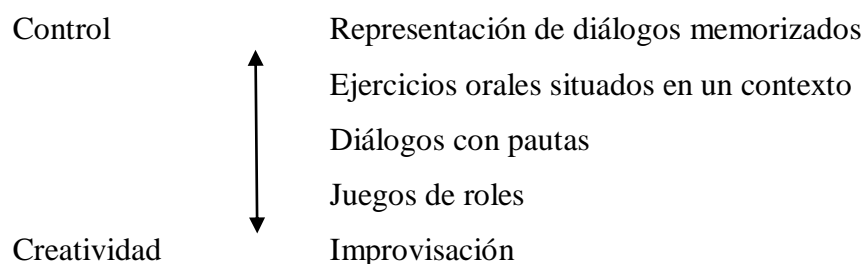 Control Representación de diálogos memorizados
Ejercicios orales situados en un contexto
Diálogos con pautas
Juegos de roles
Creatividad Improvisación